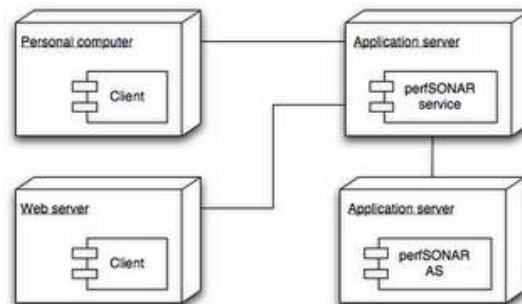 Personal computer
Client
Application server
perfSONAR
service
Web server
Client
Application server
perfSONAR
AS